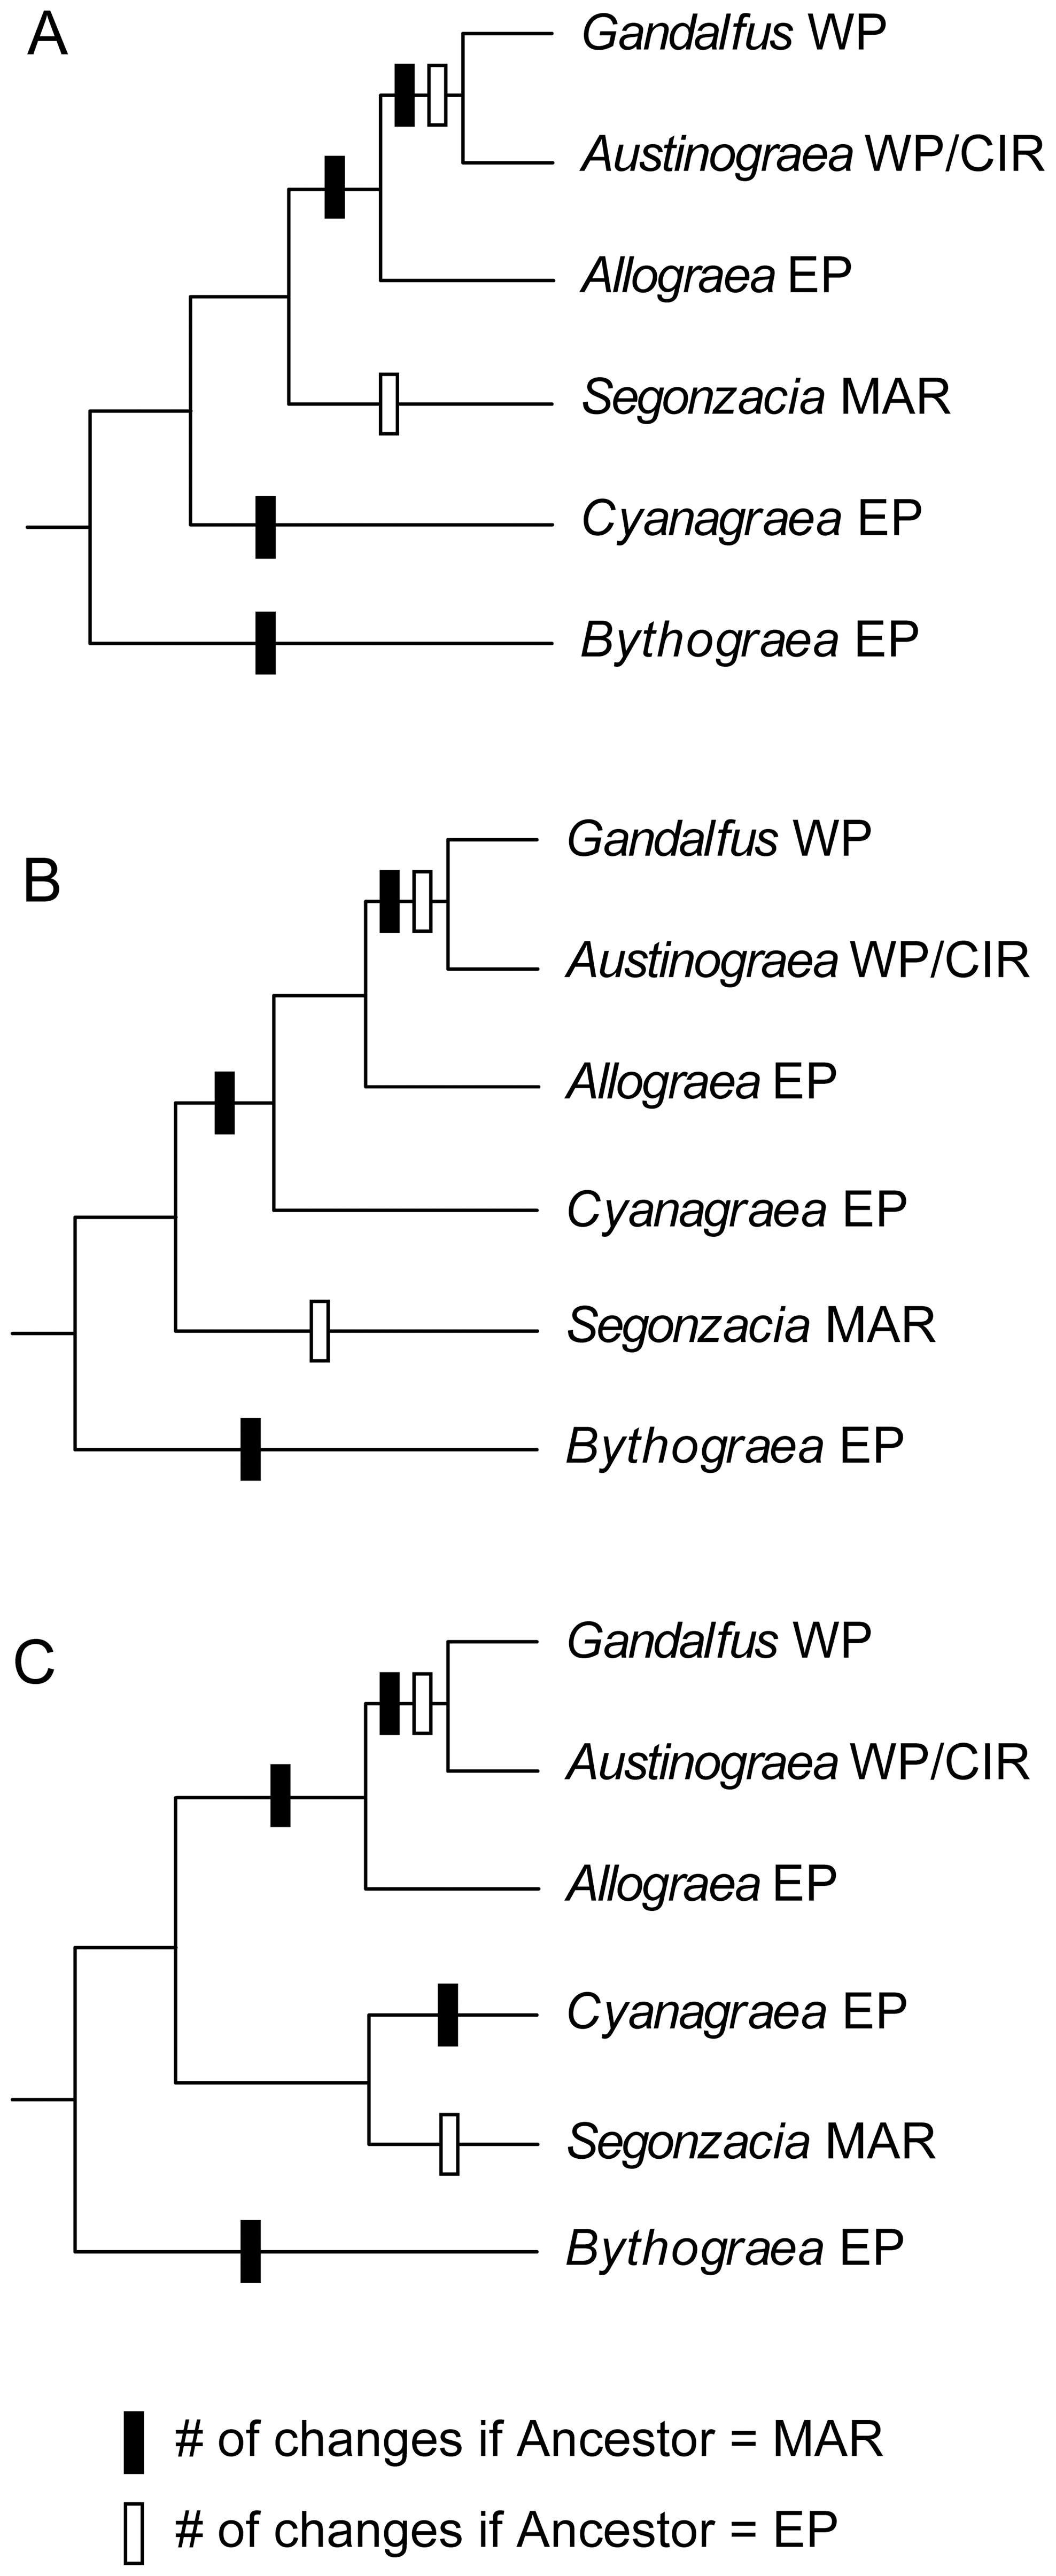 A
Gandalfus WP
Austinograea WP/CIR
Allograea EP
Segonzacia MAR
Cyanagraea EP
Bythograea EP
B
Gandalfus WP
Austinograea WP/CIR
Allograea EP
Cyanagraea EP
Segonzacia MAR
Bythograea EP
C
Gandalfus WP
Austinograea WP/CIR
Allograea EP
Cyanagraea EP
Segonzacia MAR
Bythograea EP
# of changes if Ancestor = MAR
# of changes if Ancestor = EP